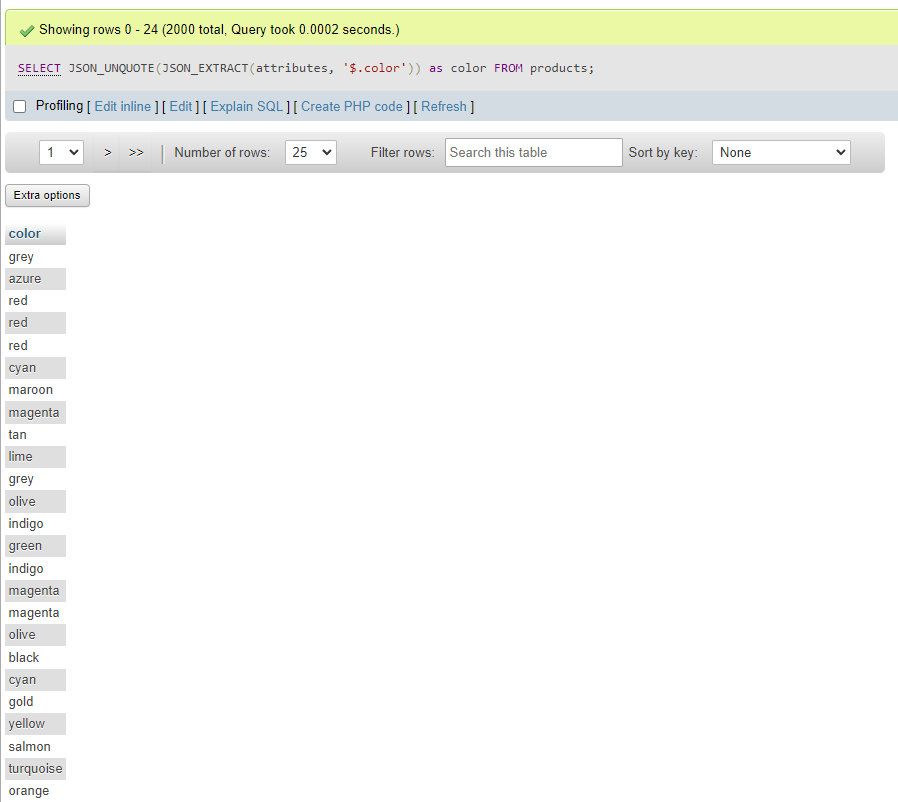 Showing rows 0 - 24 (2000 total, Query took 0.0002 seconds.)
SELECT JSON_UNQUOTE(JSON_EXTRACT(attributes, '$.color')) as color FROM products;
Profiling [ Edit inline ] [ Edit ] [ Explain SQL ] [ Create PHP code ] [ Refresh ]
1 > >> | Number of rows: 25 Filter rows: Search this table Sort by key: None
Extra options
color
grey
azure
red
red
red
cyan
maroon
magenta
tan
lime
grey
olive
indigo
green
indigo
magenta
magenta
olive
black
cyan
gold
yellow
salmon
turquoise
orange